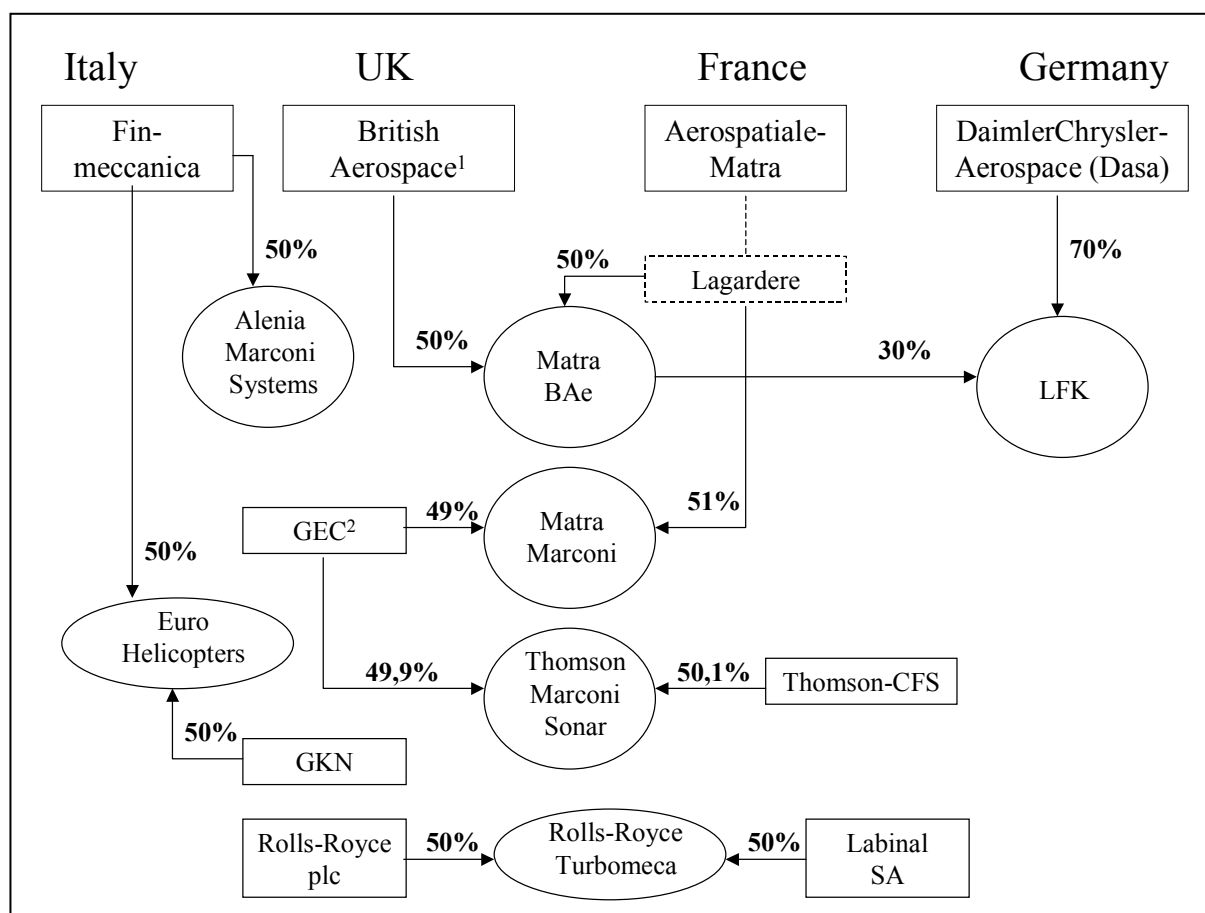 Italy
UK
France
Germany
Fin-
meccanica
British
Aerospace¹
Aerospatiale-
Matra
DaimlerChrysler-
Aerospace (Dasa)
50%
50%
Lagardere
70%
Alenia
Marconi
Systems
50%
Matra
BAe
30%
LFK
GEC²
49%
Matra
Marconi
51%
50%
Euro
Helicopters
49,9%
Thomson
Marconi
Sonar
50,1%
Thomson-CFS
50%
GKN
Rolls-Royce
plc
50%
Rolls-Royce
Turbomeca
50%
Labinal
SA